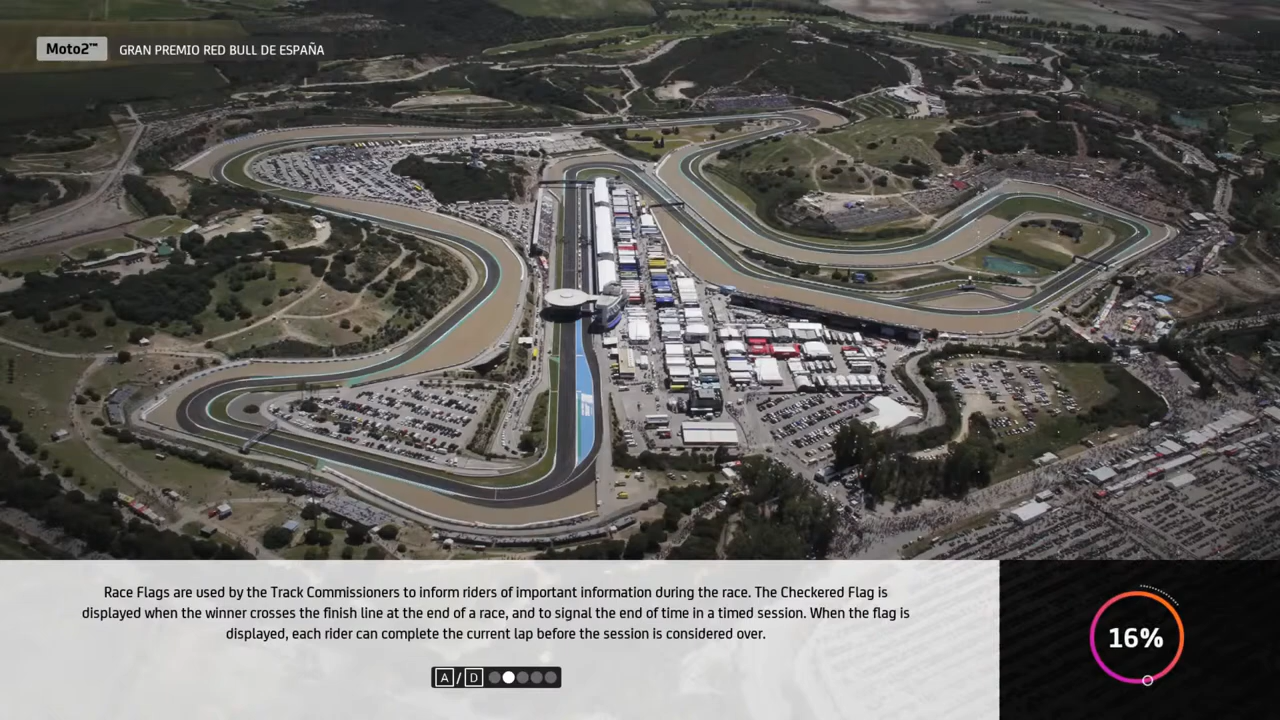 Moto2™ GRAN PREMIO RED BULL DE ESPAÑA
Race Flags are used by the Track Commissioners to inform riders of important information during the race. The Checkered Flag is
displayed when the winner crosses the finish line at the end of a race, and to signal the end of time in a timed session. When the flag is
displayed, each rider can complete the current lap before the session is considered over.
16%
A / D